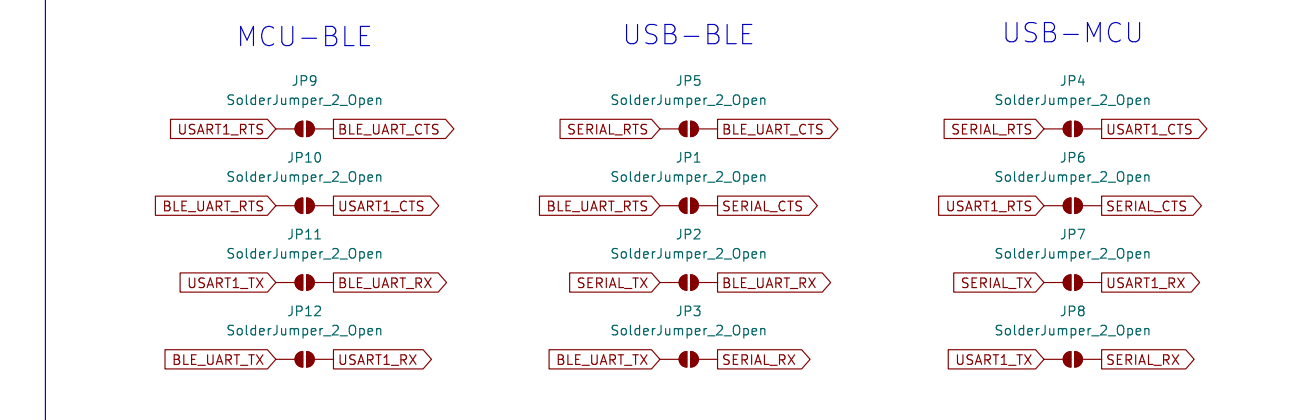 MCU-BLE
JP9
SolderJumper_2_Open
USART1_RTS
BLE_UART_CTS
JP10
SolderJumper_2_Open
BLE_UART_RTS
USART1_CTS
JP11
SolderJumper_2_Open
USART1_TX
BLE_UART_RX
JP12
SolderJumper_2_Open
BLE_UART_TX
USART1_RX
USB-BLE
JP5
SolderJumper_2_Open
SERIAL_RTS
BLE_UART_CTS
JP1
SolderJumper_2_Open
BLE_UART_RTS
SERIAL_CTS
JP2
SolderJumper_2_Open
SERIAL_TX
BLE_UART_RX
JP3
SolderJumper_2_Open
BLE_UART_TX
SERIAL_RX
USB-MCU
JP4
SolderJumper_2_Open
SERIAL_RTS
USART1_CTS
JP6
SolderJumper_2_Open
USART1_RTS
SERIAL_CTS
JP7
SolderJumper_2_Open
SERIAL_TX
USART1_RX
JP8
SolderJumper_2_Open
USART1_TX
SERIAL_RX